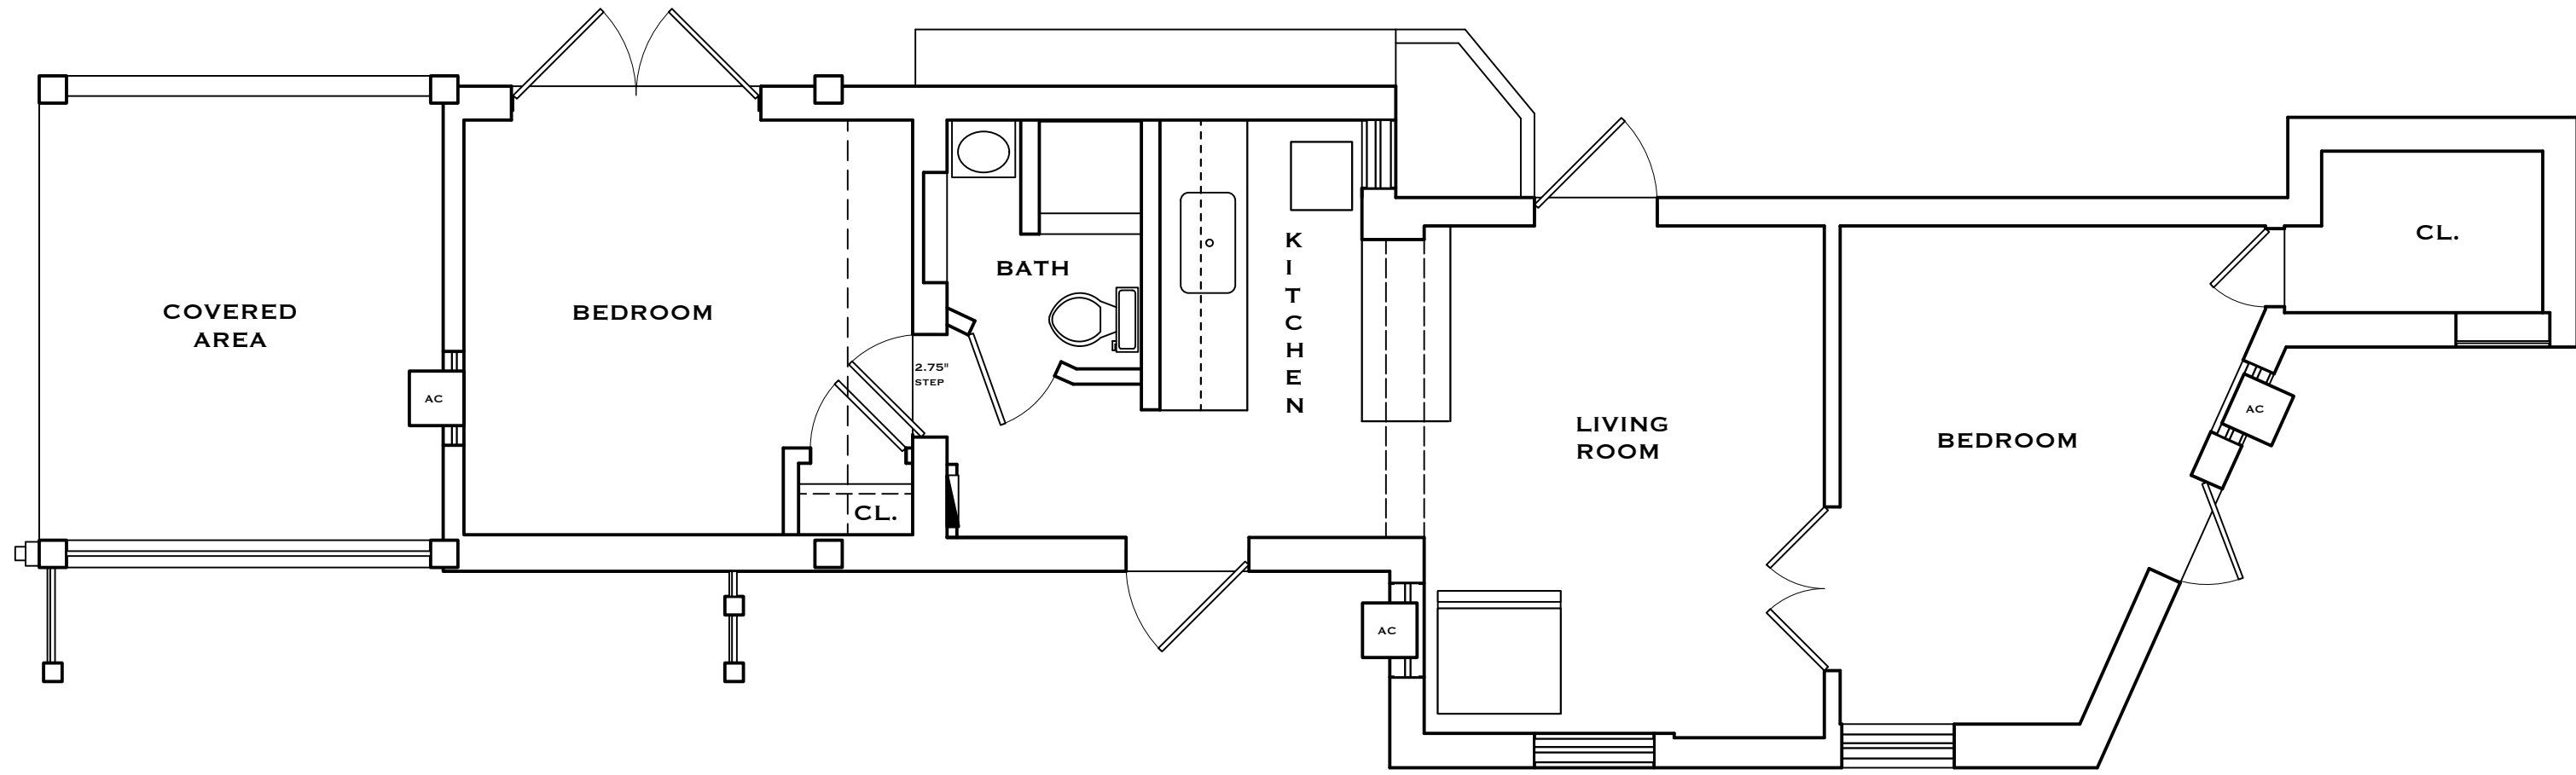 COVERED
AREA
AC
BEDROOM
2.75"
STEP
CL.
BATH
K
I
T
C
H
E
N
AC
LIVING
ROOM
BEDROOM
AC
CL.